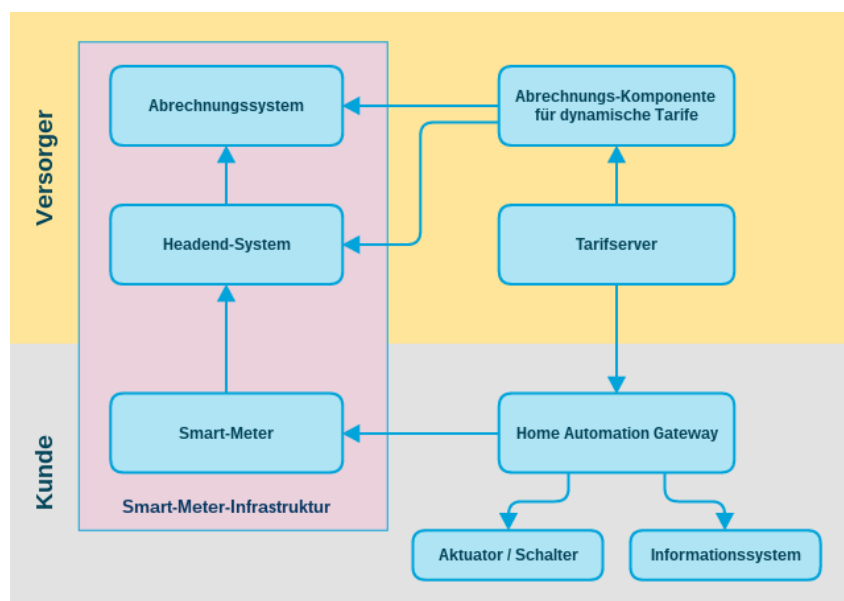 Versorger
Abrechnungssystem
Abrechnungs-Komponente
für dynamische Tarife
Headend-System
Tarifserver
Kunde
Smart-Meter
Home Automation Gateway
Smart-Meter-Infrastruktur
Aktuator / Schalter
Informationssystem